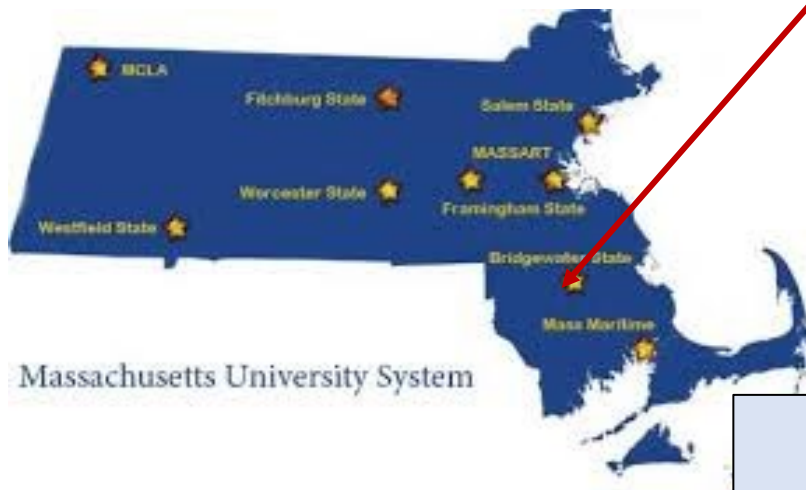 MCLA
Fitchburg State
Salem State
MASSART
Worcester State
Framingham State
Westfield State
Bridgewater State
Mass Maritime
Massachusetts University System